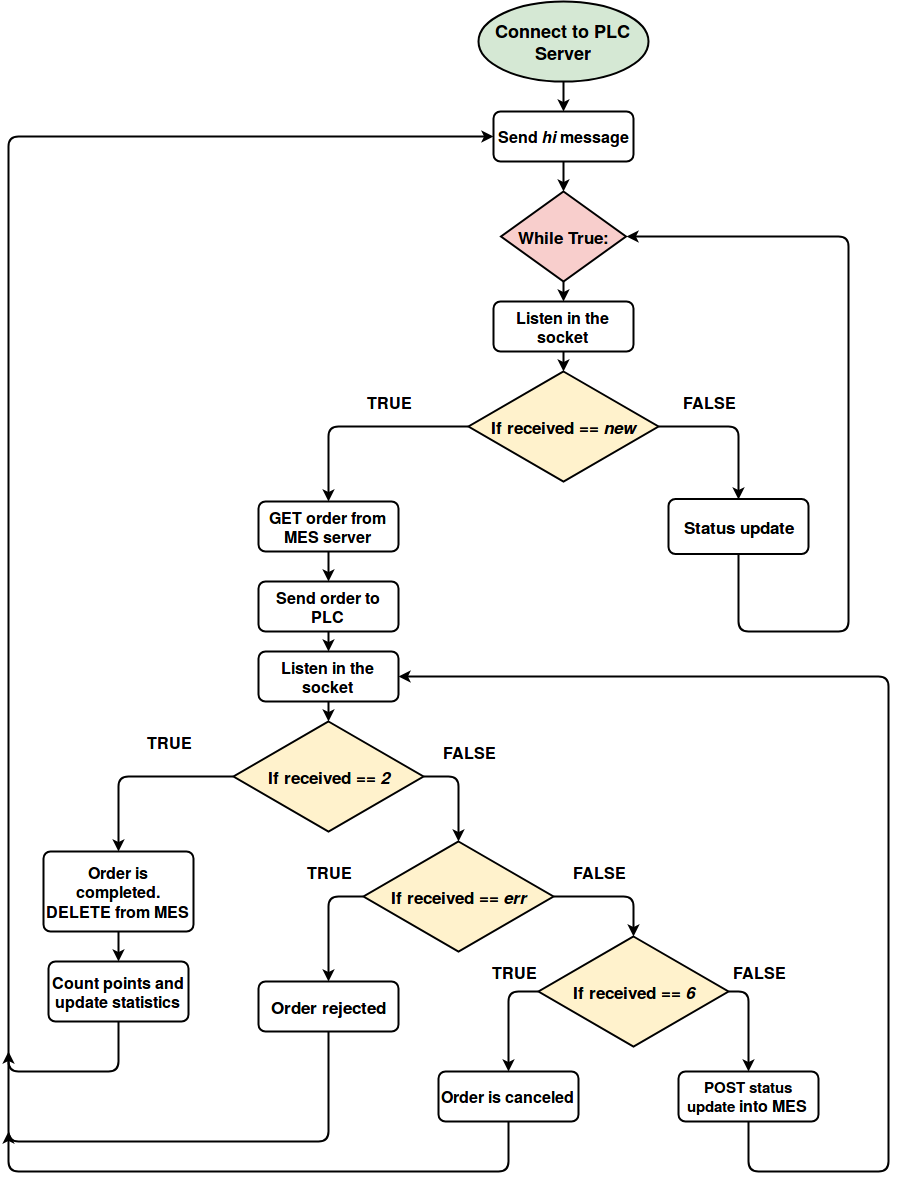 Connect to PLC
Server
Send hi message
While True:
Listen in the
socket
TRUE
FALSE
If received == new
GET order from
MES server
Status update
Send order to
PLC
Listen in the
socket
TRUE
FALSE
If received == 2
Order is
completed.
DELETE from MES
TRUE
FALSE
If received == err
Count points and
update statistics
TRUE
FALSE
If received == 6
Order rejected
Order is canceled
POST status
update into MES